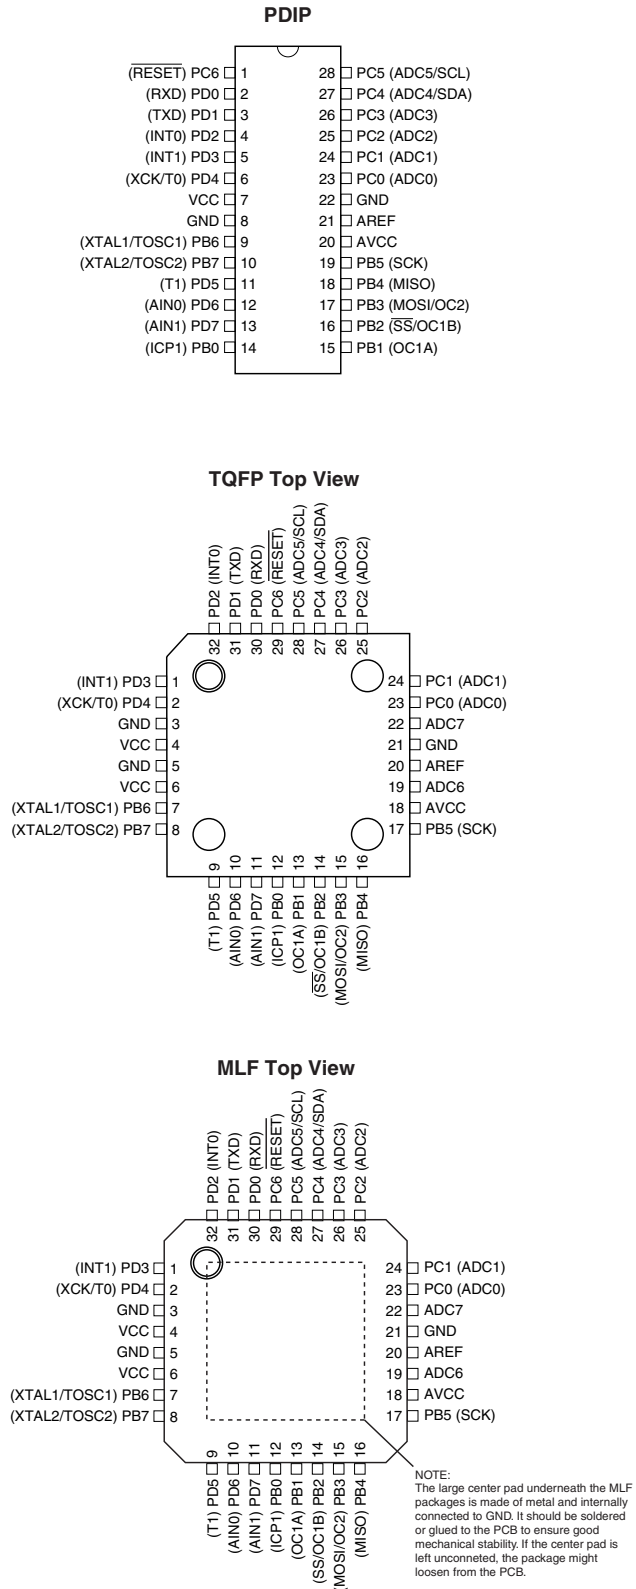 PDIP
(RESET) PC6 1
(RXD) PD0 2
(TXD) PD1 3
(INT0) PD2 4
(INT1) PD3 5
(XCK/T0) PD4 6
VCC 7
GND 8
(XTAL1/TOSC1) PB6 9
(XTAL2/TOSC2) PB7 10
(T1) PD5 11
(AIN0) PD6 12
(AIN1) PD7 13
(ICP1) PB0 14
28 PC5 (ADC5/SCL)
27 PC4 (ADC4/SDA)
26 PC3 (ADC3)
25 PC2 (ADC2)
24 PC1 (ADC1)
23 PC0 (ADC0)
22 GND
21 AREF
20 AVCC
19 PB5 (SCK)
18 PB4 (MISO)
17 PB3 (MOSI/OC2)
16 PB2 (SS/OC1B)
15 PB1 (OC1A)
TQFP Top View
32 PD2 (INT0)
31 PD1 (TXD)
30 PD0 (RXD)
29 PC6 (RESET)
28 PC5 (ADC5/SCL)
27 PC4 (ADC4/SDA)
26 PC3 (ADC3)
25 PC2 (ADC2)
(INT1) PD3 1
(XCK/T0) PD4 2
GND 3
VCC 4
GND 5
VCC 6
(XTAL1/TOSC1) PB6 7
(XTAL2/TOSC2) PB7 8
24 PC1 (ADC1)
23 PC0 (ADC0)
22 ADC7
21 GND
20 AREF
19 ADC6
18 AVCC
17 PB5 (SCK)
(T1) PD5 9
(AIN0) PD6 10
(AIN1) PD7 11
(ICP1) PB0 12
(OC1A) PB1 13
(SS/OC1B) PB2 14
(MOSI/OC2) PB3 15
(MISO) PB4 16
MLF Top View
32 PD2 (INT0)
31 PD1 (TXD)
30 PD0 (RXD)
29 PC6 (RESET)
28 PC5 (ADC5/SCL)
27 PC4 (ADC4/SDA)
26 PC3 (ADC3)
25 PC2 (ADC2)
(INT1) PD3 1
(XCK/T0) PD4 2
GND 3
VCC 4
GND 5
VCC 6
(XTAL1/TOSC1) PB6 7
(XTAL2/TOSC2) PB7 8
24 PC1 (ADC1)
23 PC0 (ADC0)
22 ADC7
21 GND
20 AREF
19 ADC6
18 AVCC
17 PB5 (SCK)
(T1) PD5 9
(AIN0) PD6 10
(AIN1) PD7 11
(ICP1) PB0 12
(OC1A) PB1 13
(SS/OC1B) PB2 14
(MOSI/OC2) PB3 15
(MISO) PB4 16
NOTE:
The large center pad underneath the MLF
packages is made of metal and internally
connected to GND. It should be soldered
or glued to the PCB to ensure good
mechanical stability. If the center pad is
left unconneted, the package might
loosen from the PCB.